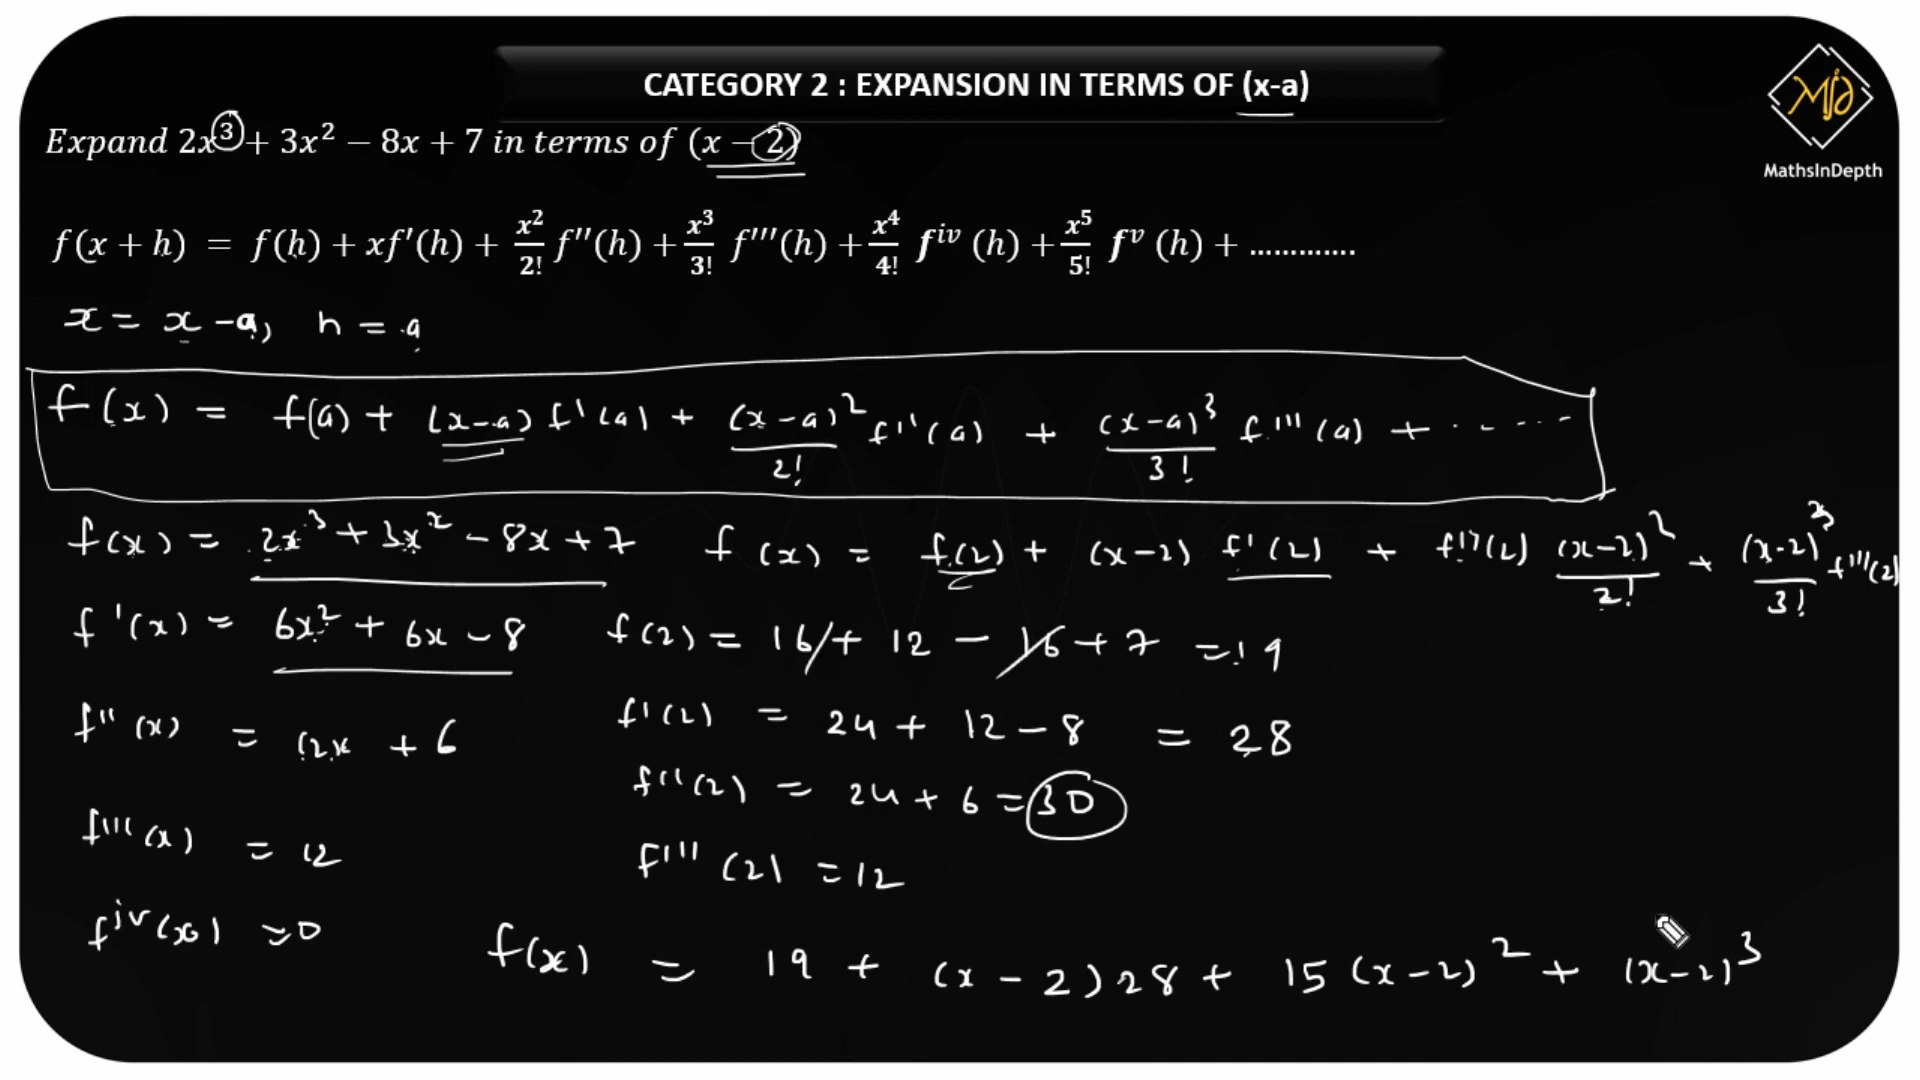 CATEGORY 2 : EXPANSION IN TERMS OF (x-a)
MathsInDepth
Expand 2x³ + 3x² − 8x + 7 in terms of (x − 2)
f(x + h) = f(h) + xf′(h) + x²/2! f″(h) + x³/3! f‴(h) + x⁴/4! fⁱᵛ (h) + x⁵/5! fᵛ (h) + .............
x = x − a, h = a
f(x) = f(a) + (x−a) f'(a) + (x−a)²/2! f''(a) + (x−a)³/3! f'''(a) + ------
f(x) = 2x³ + 3x² − 8x + 7
f(x) = f(2) + (x−2) f'(2) + f''(2) (x−2)²/2! + (x-2)³/3! f'''(2)
f'(x) = 6x² + 6x − 8
f(2) = 16 + 12 − 16 + 7 = 19
f''(x) = 12x + 6
f'(2) = 24 + 12 − 8 = 28
f''(2) = 24 + 6 = 30
f'''(x) = 12
f'''(2) = 12
fⁱᵛ(x) = 0
f(x) = 19 + (x − 2) 28 + 15 (x−2)² + (x−2)³